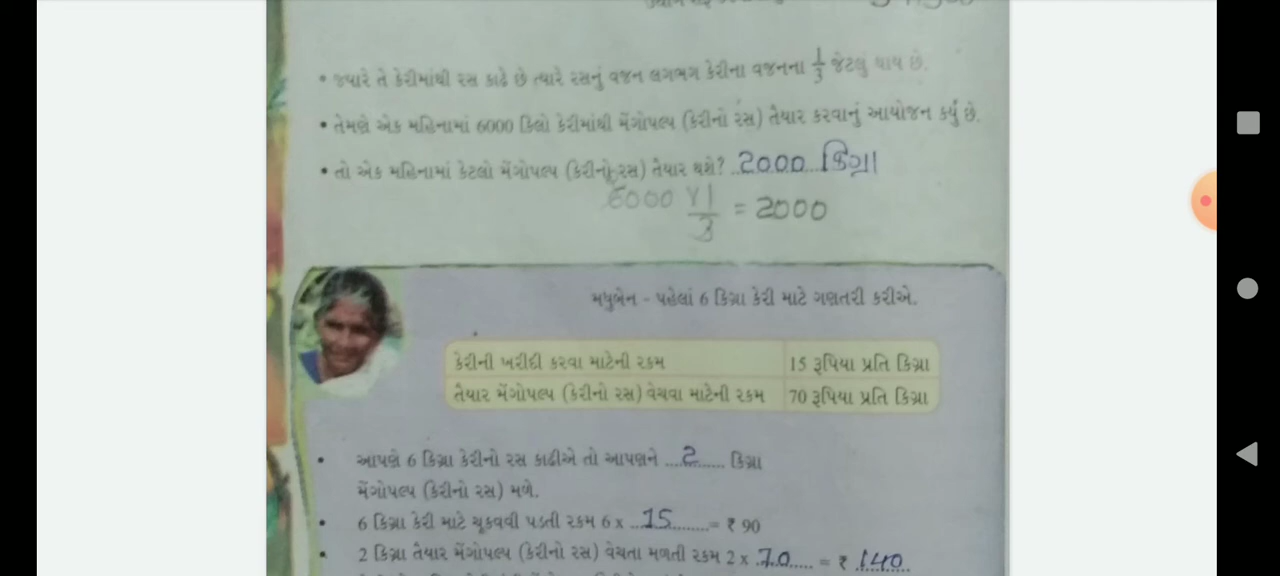 • જ્યારે તે કેરીમાંથી રસ કાઢે છે ત્યારે રસનું વજન લગભગ કેરીના વજનના 1/3 જેટલું થાય છે.
• તેમણે એક મહિનામાં 6000 કિલો કેરીમાંથી મેંગોપલ્પ (કેરીનો રસ) તૈયાર કરવાનું આયોજન કર્યું છે.
• તો એક મહિનામાં કેટલો મેંગોપલ્પ (કેરીનો રસ) તૈયાર થશે? 2000 કિગ્રા
6000 × 1/3 = 2000
મધુબેન - પહેલાં 6 કિગ્રા કેરી માટે ગણતરી કરીએ.
કેરીની ખરીદી કરવા માટેની રકમ 15 રૂપિયા પ્રતિ કિગ્રા
તૈયાર મેંગોપલ્પ (કેરીનો રસ) વેચવા માટેની રકમ 70 રૂપિયા પ્રતિ કિગ્રા
• આપણે 6 કિગ્રા કેરીનો રસ કાઢીએ તો આપણને ....2...... કિગ્રા
મેંગોપલ્પ (કેરીનો રસ) મળે.
• 6 કિગ્રા કેરી માટે ચૂકવવી પડતી રકમ 6 x ..15........= ₹ 90
• 2 કિગ્રા તૈયાર મેંગોપલ્પ (કેરીનો રસ) વેચતા મળતી રકમ 2 x .70..... = ₹ 140